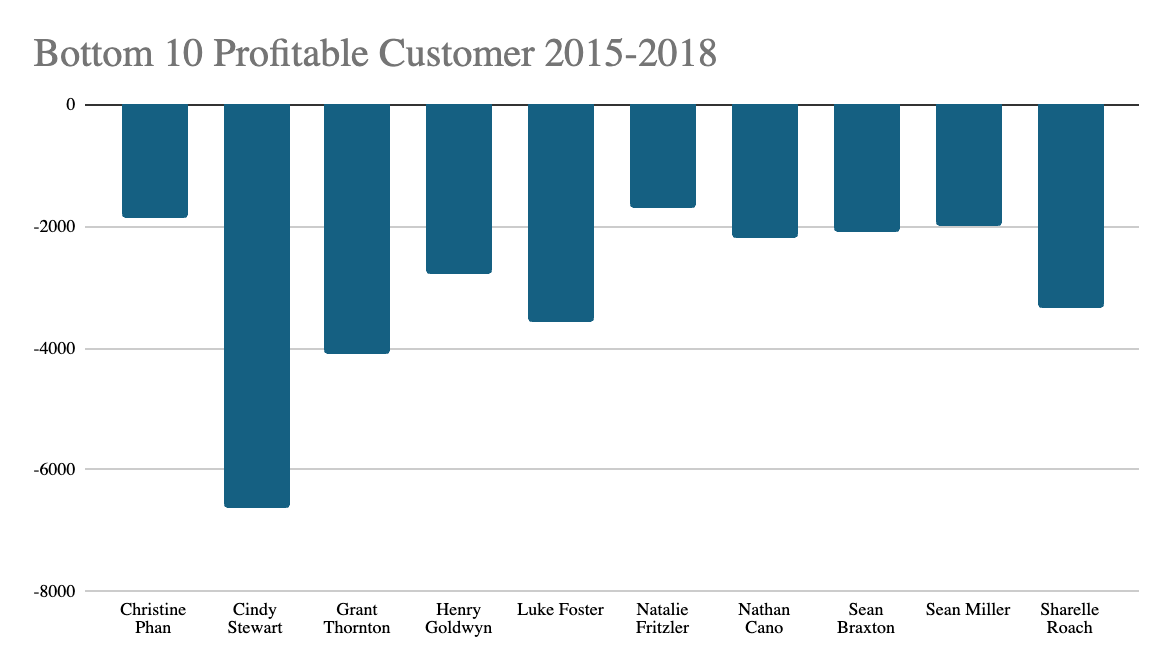 Bottom 10 Profitable Customer 2015-2018
0
-2000
-4000
-6000
-8000
Christine
Phan
Cindy
Stewart
Grant
Thornton
Henry
Goldwyn
Luke Foster
Natalie
Fritzler
Nathan
Cano
Sean
Braxton
Sean Miller
Sharelle
Roach